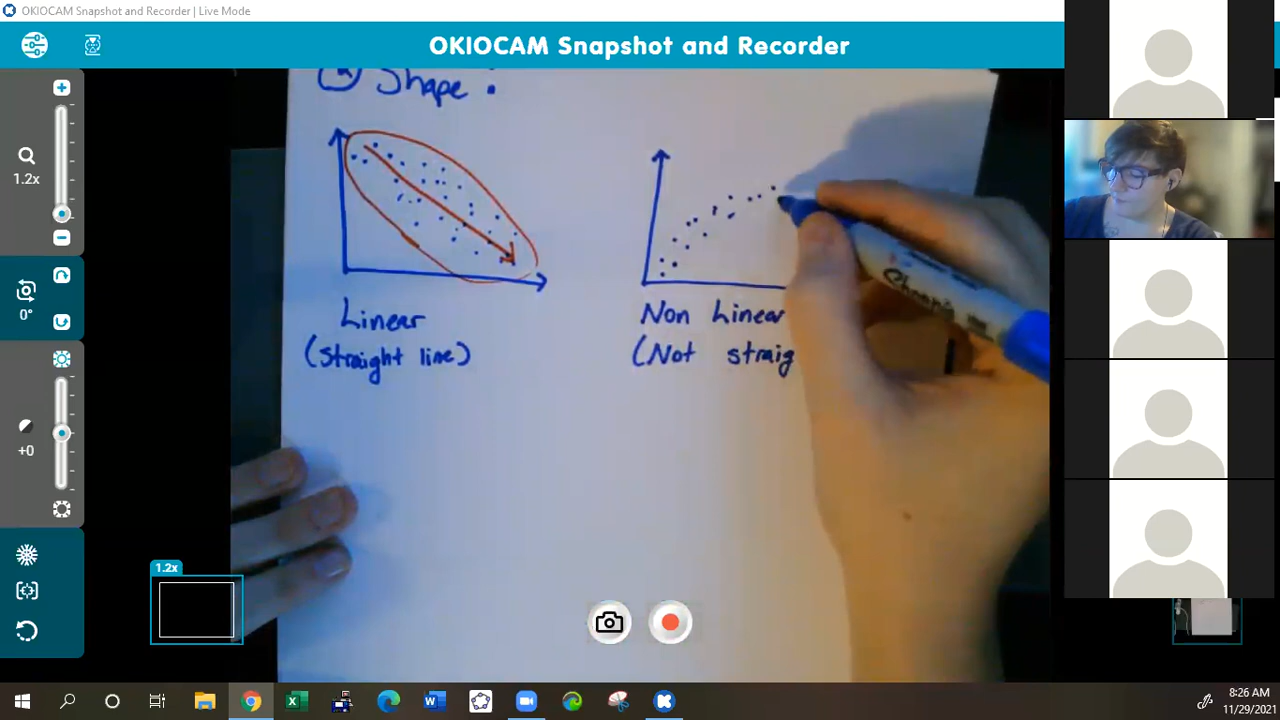 OKIOCAM Snapshot and Recorder | Live Mode
OKIOCAM Snapshot and Recorder
1.2x
0°
+0
Shape :
Linear
(Straight line)
Non Linear
(Not straig
1.2x
8:26 AM
11/29/2021